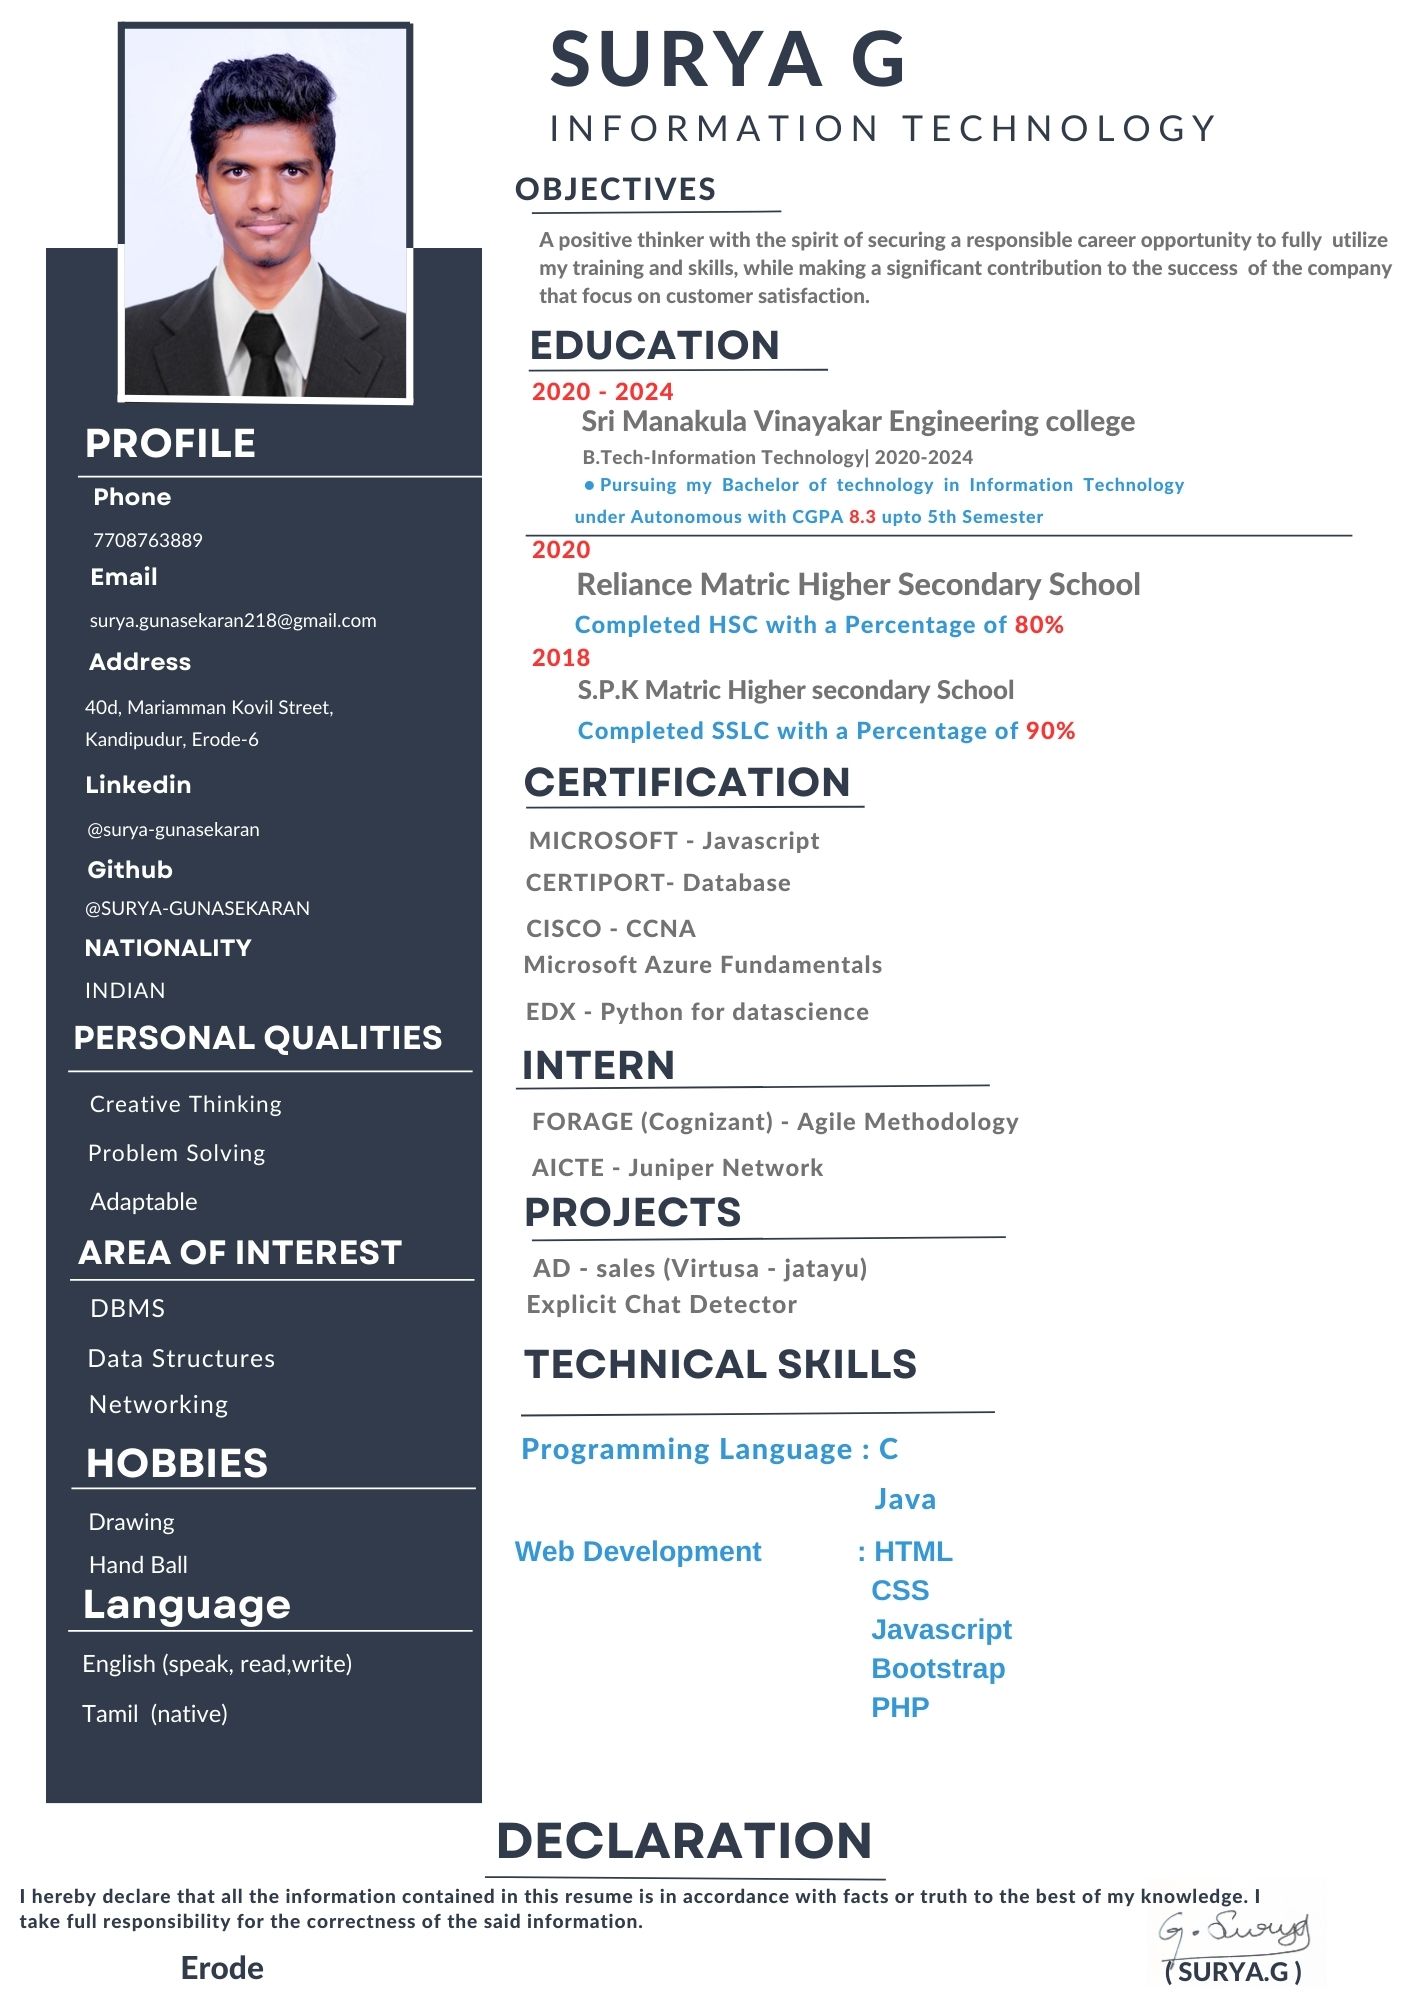 SURYA G
INFORMATION TECHNOLOGY
OBJECTIVES
A positive thinker with the spirit of securing a responsible career opportunity to fully utilize
my training and skills, while making a significant contribution to the success of the company
that focus on customer satisfaction.
EDUCATION
2020 - 2024
Sri Manakula Vinayakar Engineering college
B.Tech-Information Technology| 2020-2024
• Pursuing my Bachelor of technology in Information Technology
under Autonomous with CGPA 8.3 upto 5th Semester
2020
Reliance Matric Higher Secondary School
Completed HSC with a Percentage of 80%
2018
S.P.K Matric Higher secondary School
Completed SSLC with a Percentage of 90%
CERTIFICATION
MICROSOFT - Javascript
CERTIPORT- Database
CISCO - CCNA
Microsoft Azure Fundamentals
EDX - Python for datascience
INTERN
FORAGE (Cognizant) - Agile Methodology
AICTE - Juniper Network
PROJECTS
AD - sales (Virtusa - jatayu)
Explicit Chat Detector
TECHNICAL SKILLS
Programming Language : C
Java
Web Development : HTML
CSS
Javascript
Bootstrap
PHP
PROFILE
Phone
7708763889
Email
surya.gunasekaran218@gmail.com
Address
40d, Mariamman Kovil Street,
Kandipudur, Erode-6
Linkedin
@surya-gunasekaran
Github
@SURYA-GUNASEKARAN
NATIONALITY
INDIAN
PERSONAL QUALITIES
Creative Thinking
Problem Solving
Adaptable
AREA OF INTEREST
DBMS
Data Structures
Networking
HOBBIES
Drawing
Hand Ball
Language
English (speak, read,write)
Tamil (native)
DECLARATION
I hereby declare that all the information contained in this resume is in accordance with facts or truth to the best of my knowledge. I
take full responsibility for the correctness of the said information.
G. Surya
Erode
( SURYA.G )